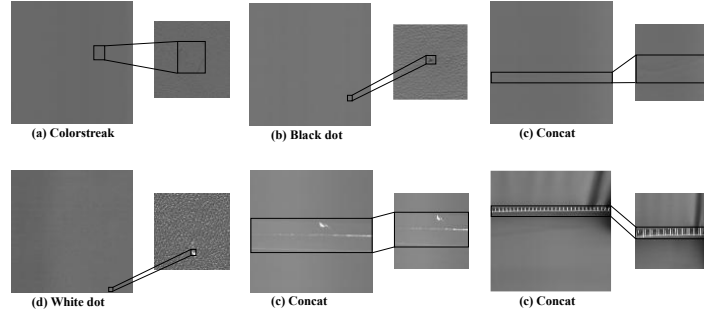 (a) Colorstreak
(b) Black dot
(c) Concat
(d) White dot
(c) Concat
(c) Concat